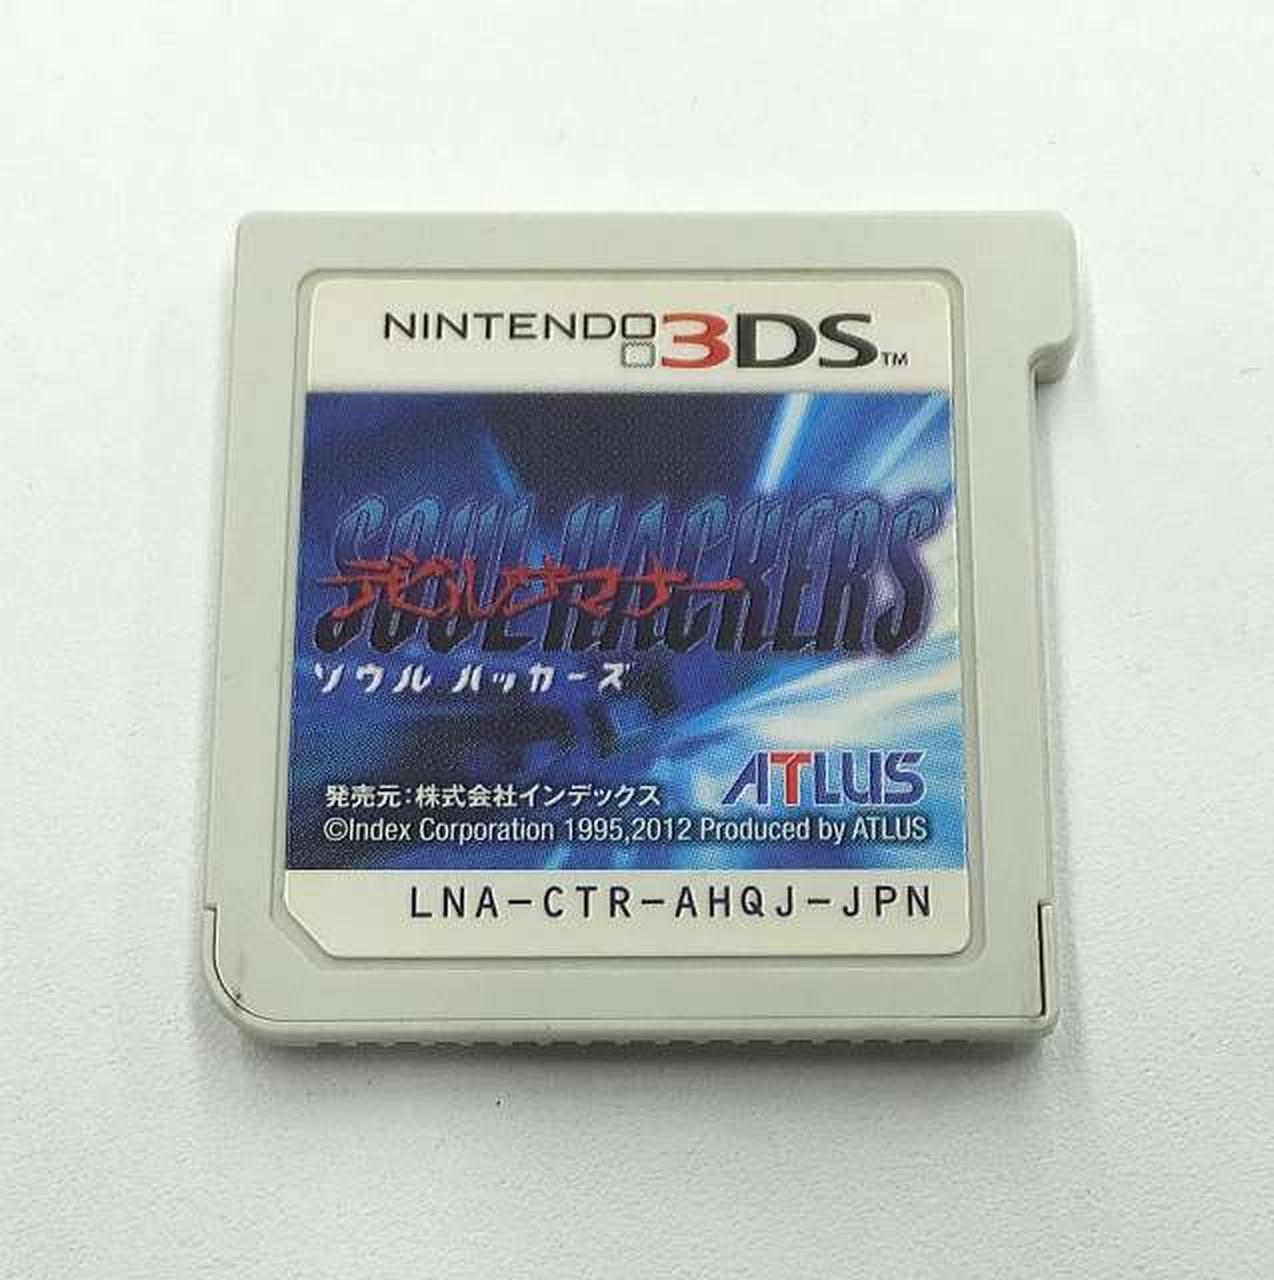 NINTENDO 3DS™
SOUL HACKERS
デビルサマナー
ソウルハッカーズ
ATLUS
発売元:株式会社インデックス
©Index Corporation 1995,2012 Produced by ATLUS
LNA-CTR-AHQJ-JPN